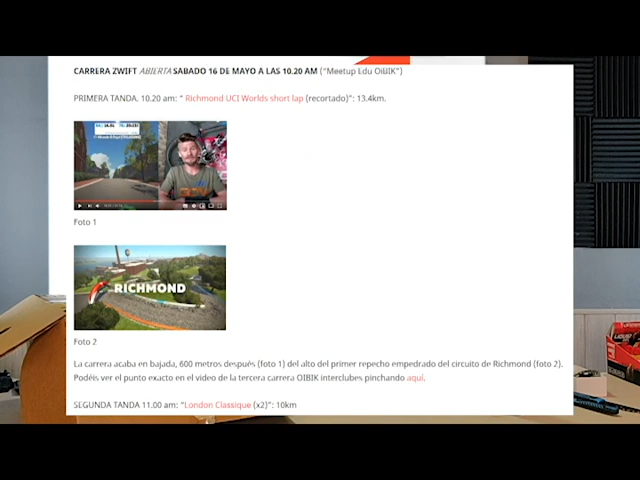 CARRERA ZWIFT ABIERTA SABADO 16 DE MAYO A LAS 10.20 AM ("Meetup Edu OiBIK")
PRIMERA TANDA. 10.20 am: " Richmond UCI Worlds short lap (recortado)": 13.4km.
Foto 1
RICHMOND
Foto 2
La carrera acaba en bajada, 600 metros después (foto 1) del alto del primer repecho empedrado del circuito de Richmond (foto 2).
Podéis ver el punto exacto en el video de la tercera carrera OIBIK interclubes pinchando aquí.
SEGUNDA TANDA 11.00 am: "London Classique (x2)": 10km